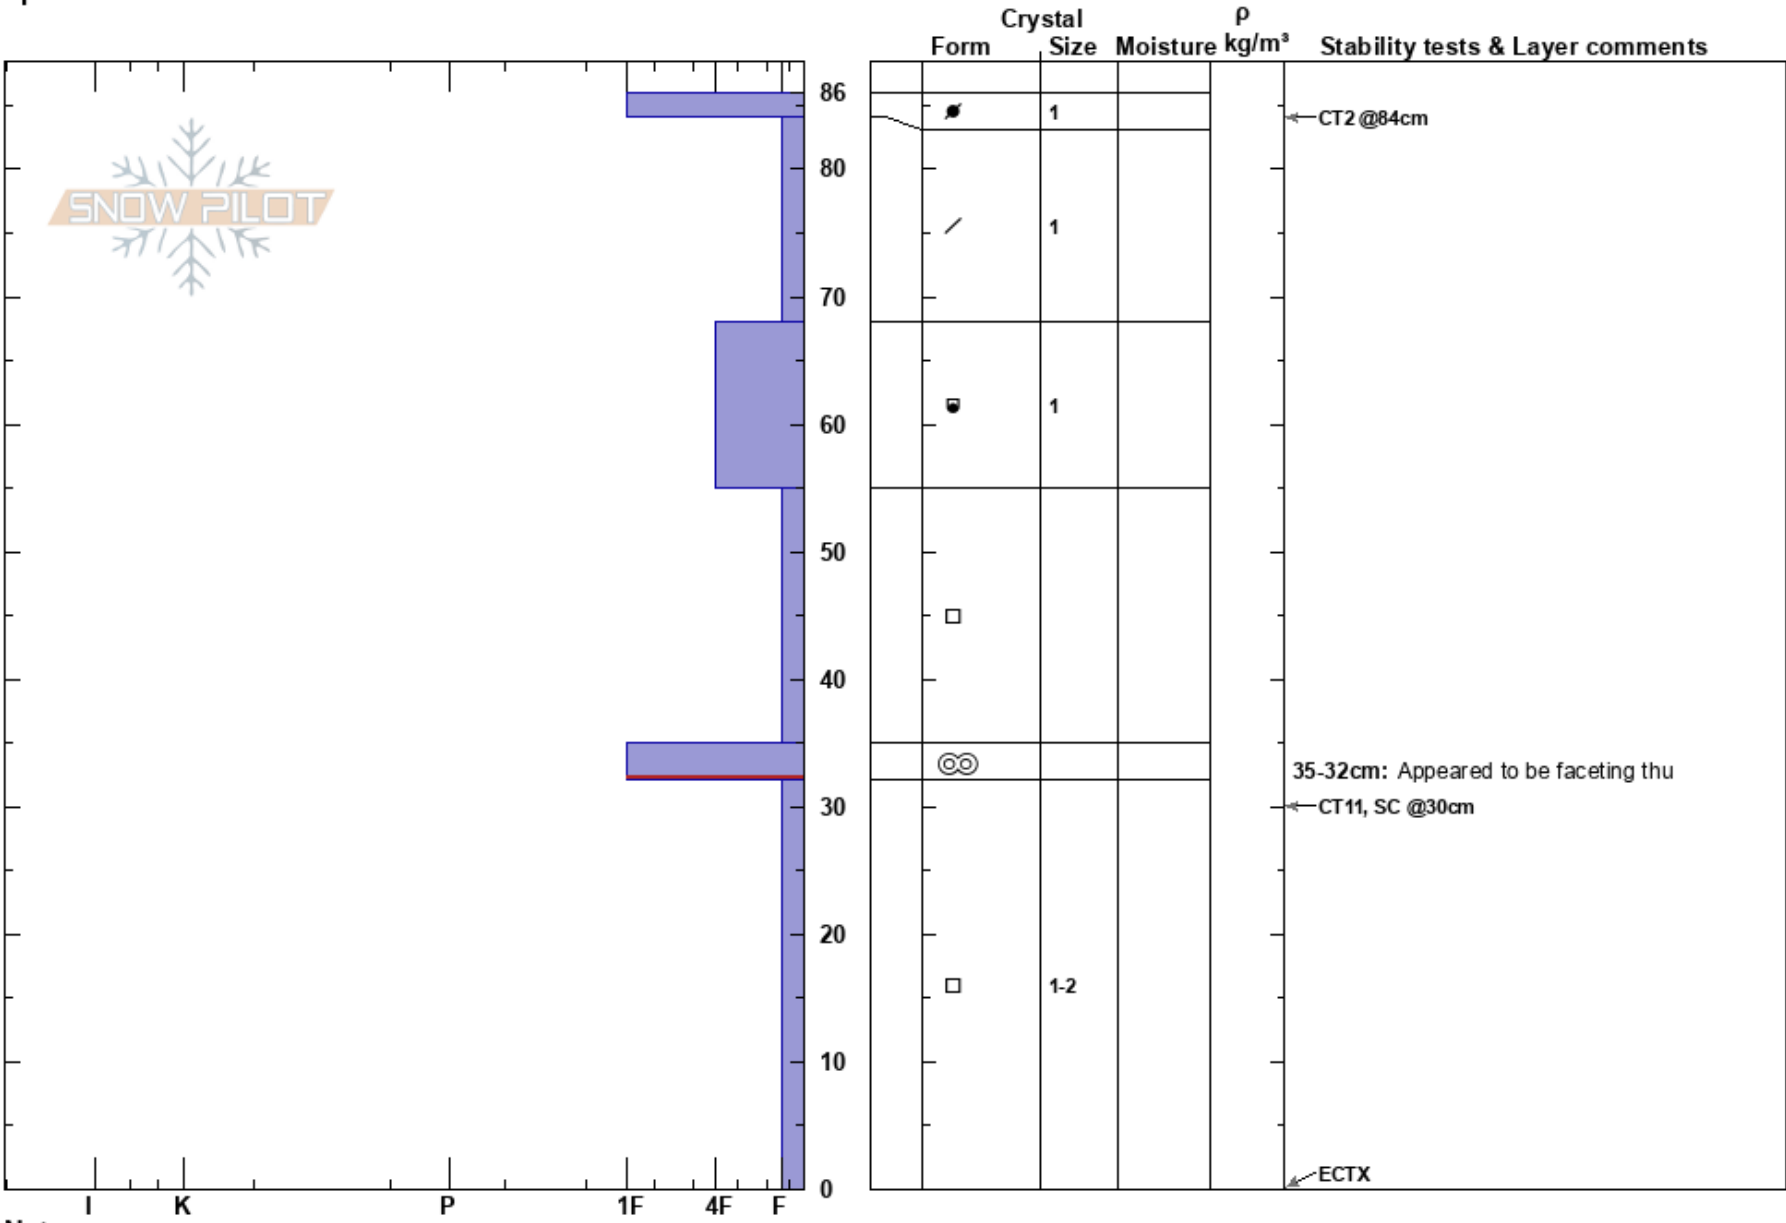 Crystal ρ
Form Size Moisture kg/m³ Stability tests & Layer comments
86
1
CT2 @84cm
80
SNOW PILOT
1
70
1
60
50
40
35-32cm: Appeared to be faceting thu
30
CT11, SC @30cm
20
1-2
10
ECTX
0
I K P 1F 4F F